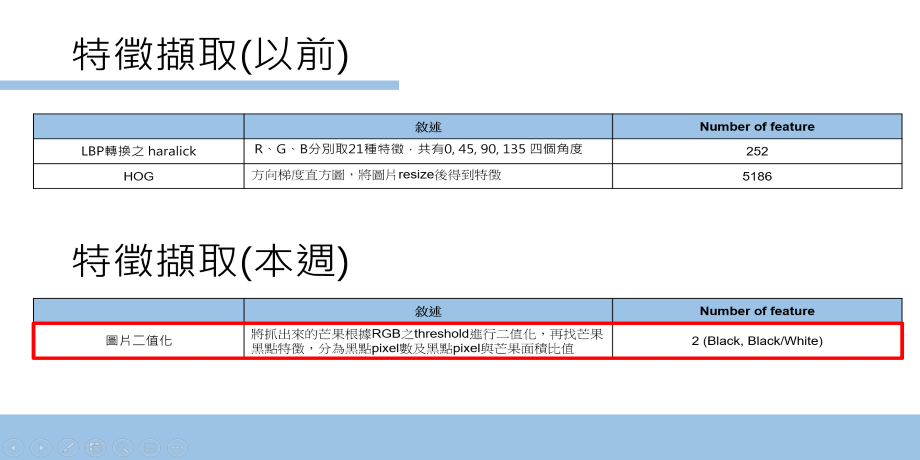 特徵擷取(以前)
敘述 Number of feature
LBP轉換之 haralick R、G、B分別取21種特徵，共有0, 45, 90, 135 四個角度 252
HOG 方向梯度直方圖，將圖片resize後得到特徵 5186
特徵擷取(本週)
敘述 Number of feature
圖片二值化 將抓出來的芒果根據RGB之threshold進行二值化，再找芒果
黑點特徵，分為黑點pixel數及黑點pixel與芒果面積比值 2 (Black, Black/White)